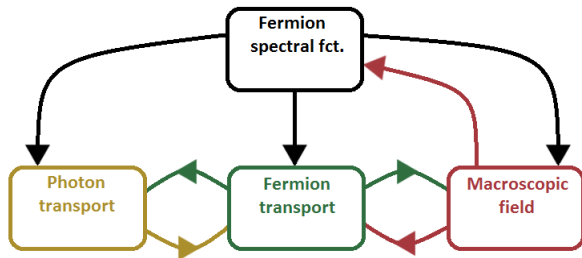 Fermion
spectral fct.
Photon
transport
Fermion
transport
Macroscopic
field